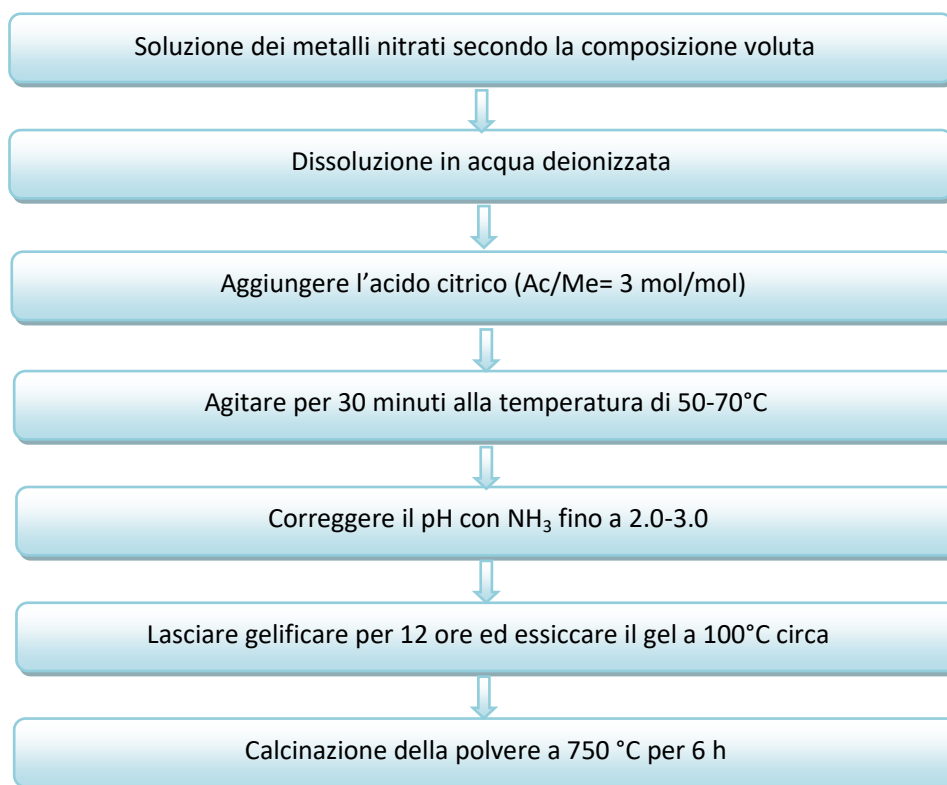 Soluzione dei metalli nitrati secondo la composizione voluta
Dissoluzione in acqua deionizzata
Aggiungere l’acido citrico (Ac/Me= 3 mol/mol)
Agitare per 30 minuti alla temperatura di 50-70°C
Correggere il pH con NH₃ fino a 2.0-3.0
Lasciare gelificare per 12 ore ed essiccare il gel a 100°C circa
Calcinazione della polvere a 750 °C per 6 h